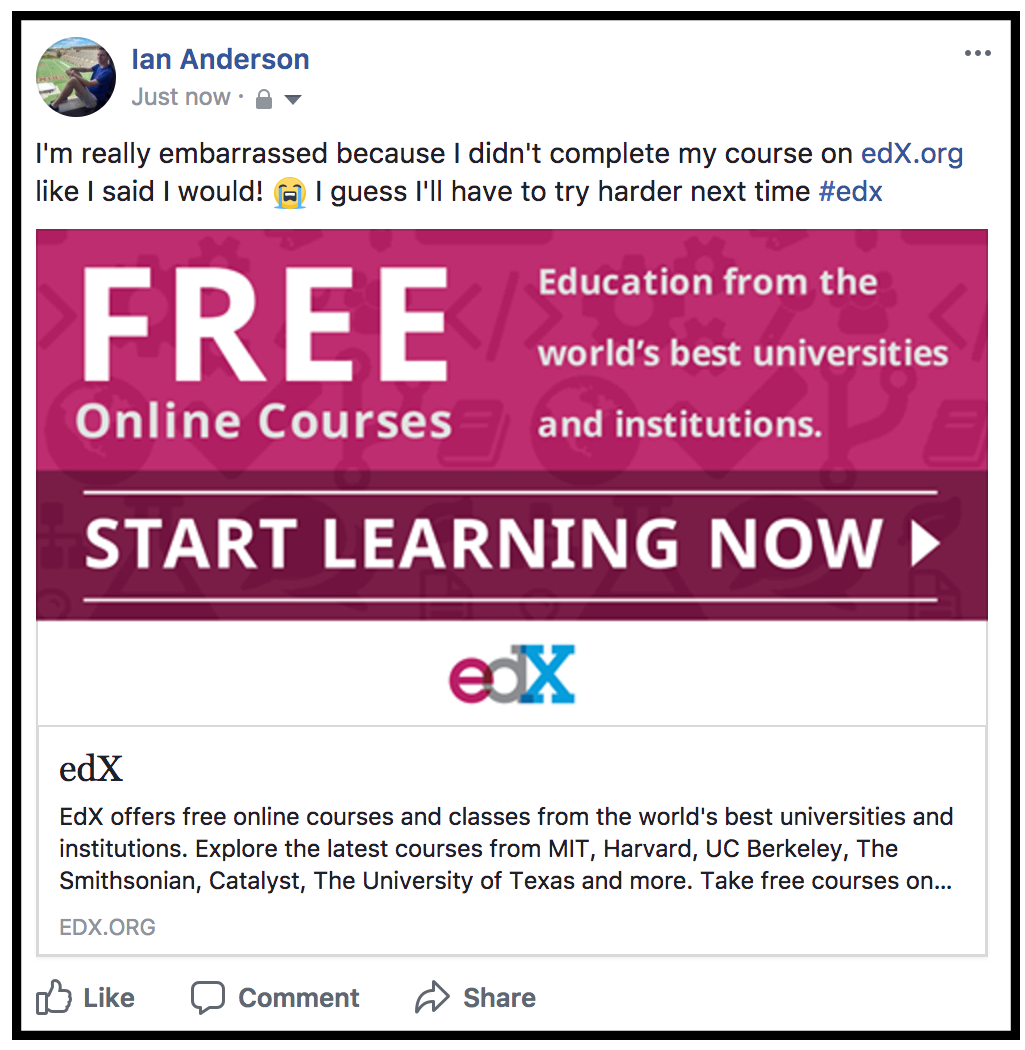 Ian Anderson
Just now ·
I'm really embarrassed because I didn't complete my course on edX.org
like I said I would! 😭 I guess I'll have to try harder next time #edx
FREE
Online Courses
Education from the
world's best universities
and institutions.
START LEARNING NOW
edX
edX
EdX offers free online courses and classes from the world's best universities and
institutions. Explore the latest courses from MIT, Harvard, UC Berkeley, The
Smithsonian, Catalyst, The University of Texas and more. Take free courses on...
EDX.ORG
Like Comment Share